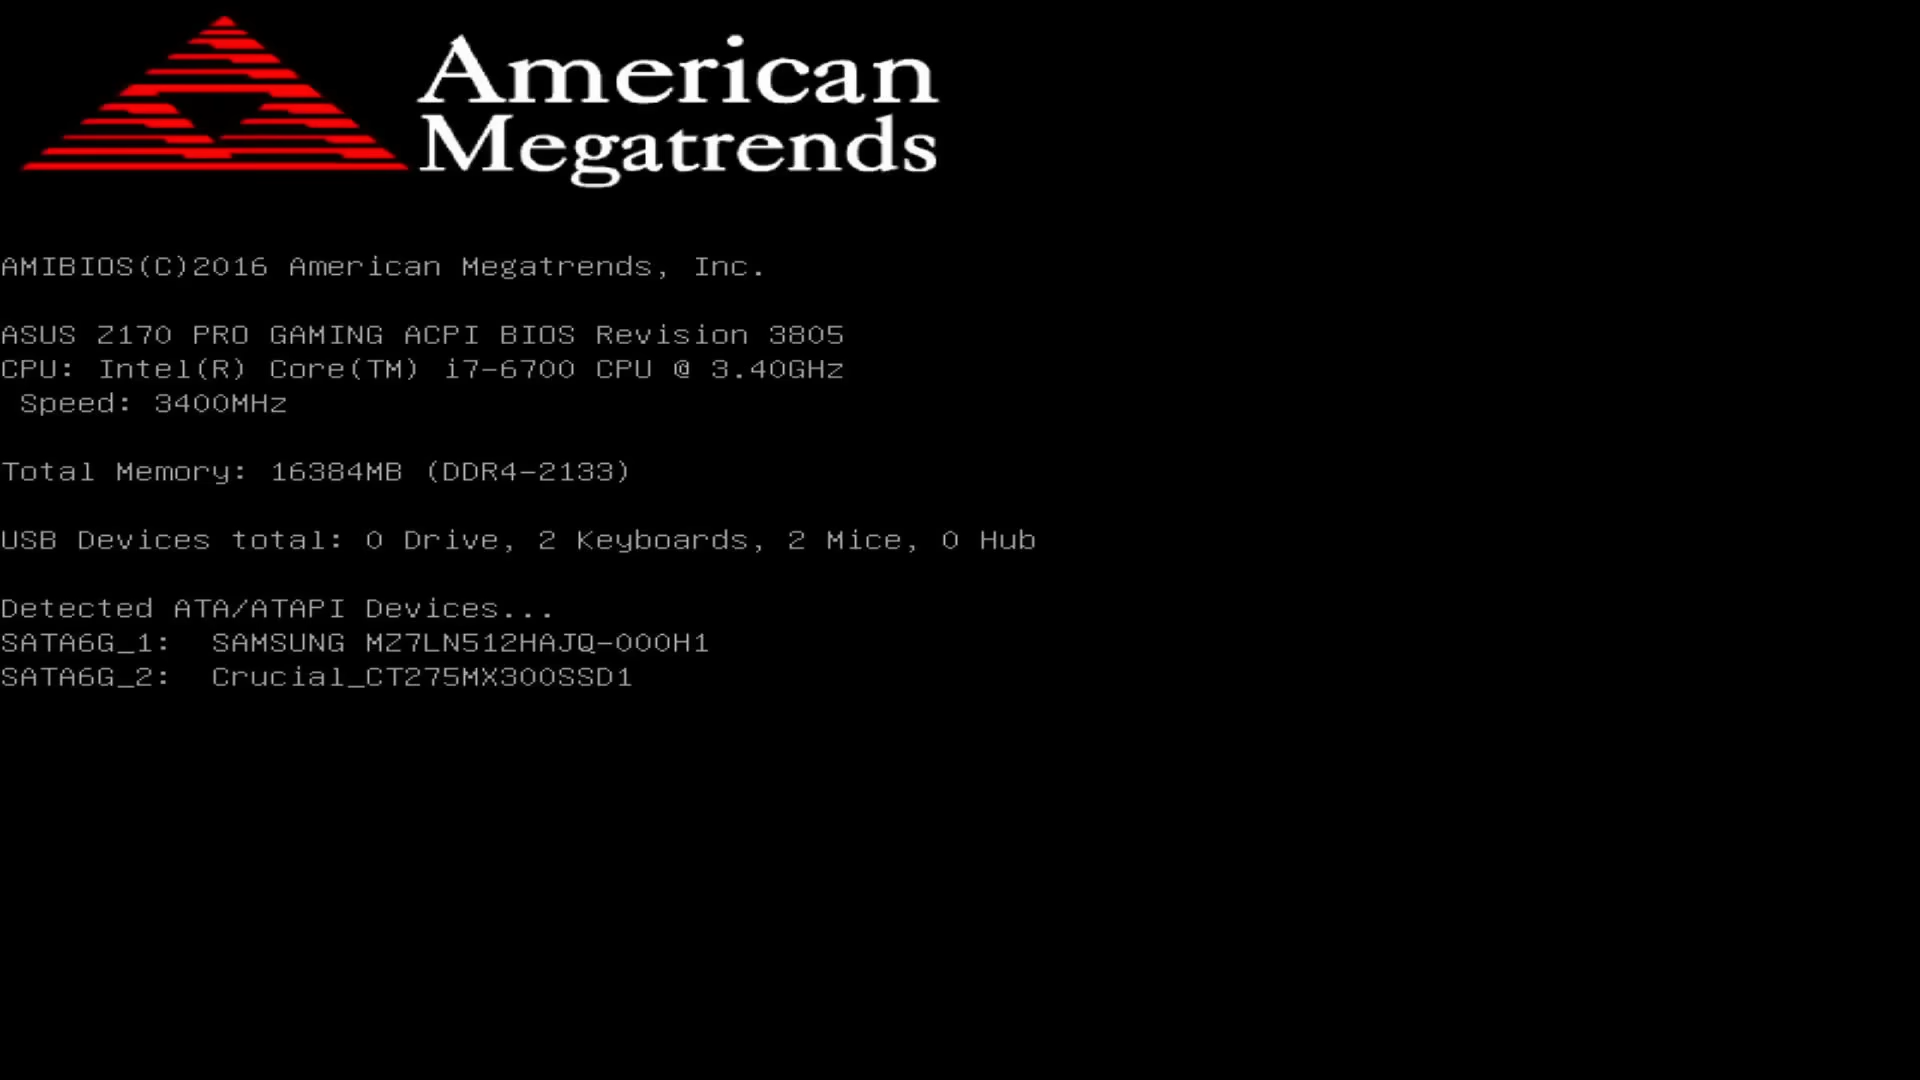 American
Megatrends
AMIBIOS(C)2016 American Megatrends, Inc.
ASUS Z170 PRO GAMING ACPI BIOS Revision 3805
CPU: Intel(R) Core(TM) i7-6700 CPU @ 3.40GHz
Speed: 3400MHz
Total Memory: 16384MB (DDR4-2133)
USB Devices total: 0 Drive, 2 Keyboards, 2 Mice, 0 Hub
Detected ATA/ATAPI Devices...
SATA6G_1: SAMSUNG MZ7LN512HAJQ-000H1
SATA6G_2: Crucial_CT275MX300SSD1